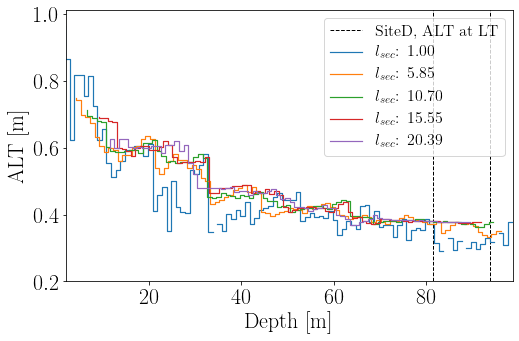 1.0
0.8
0.6
0.4
0.2
ALT [m]
SiteD, ALT at LT
l_sec: 1.00
l_sec: 5.85
l_sec: 10.70
l_sec: 15.55
l_sec: 20.39
20 40 60 80
Depth [m]